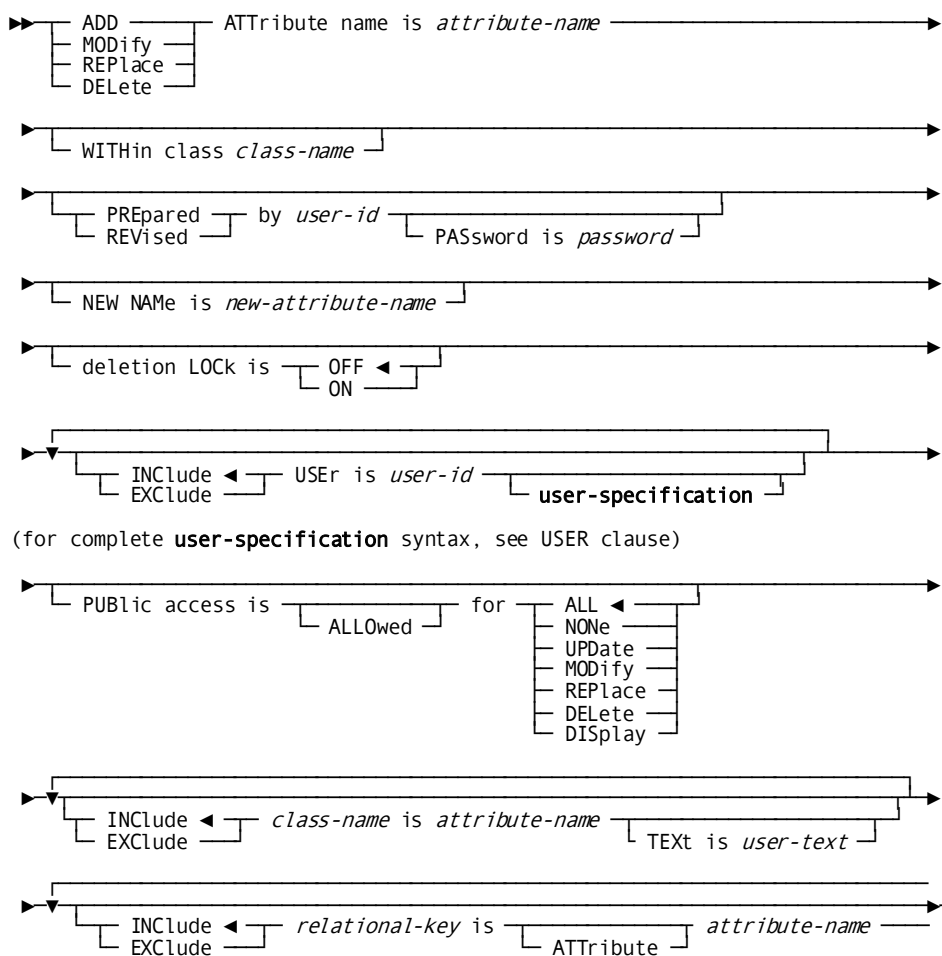 ADD ATTribute name is attribute-name
MODify
REPlace
DELete
WITHin class class-name
PREpared by user-id
REVised PASsword is password
NEW NAMe is new-attribute-name
deletion LOCk is OFF
ON
INClude USEr is user-id
EXClude user-specification
(for complete user-specification syntax, see USER clause)
PUBlic access is for ALL
ALLOwed NONe
UPDate
MODify
REPlace
DELete
DISplay
INClude class-name is attribute-name
EXClude TEXt is user-text
INClude relational-key is attribute-name
EXClude ATTribute